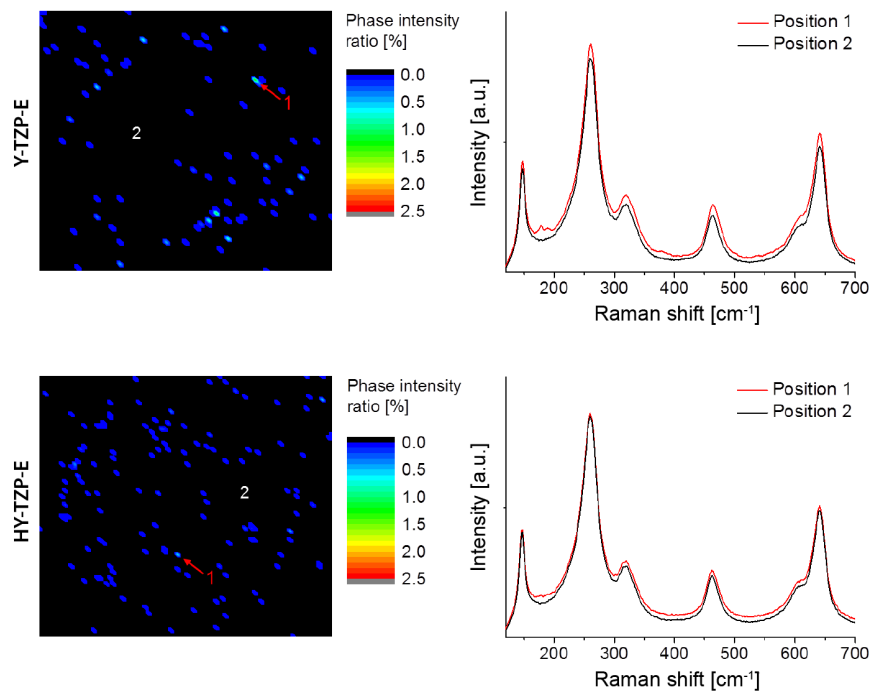 Y-TZP-E
1
2
Phase intensity
ratio [%]
0.0
0.5
1.0
1.5
2.0
2.5
Intensity [a.u.]
Position 1
Position 2
200 300 400 500 600 700
Raman shift [cm⁻¹]
HY-TZP-E
2
1
Phase intensity
ratio [%]
0.0
0.5
1.0
1.5
2.0
2.5
Intensity [a.u.]
Position 1
Position 2
200 300 400 500 600 700
Raman shift [cm⁻¹]